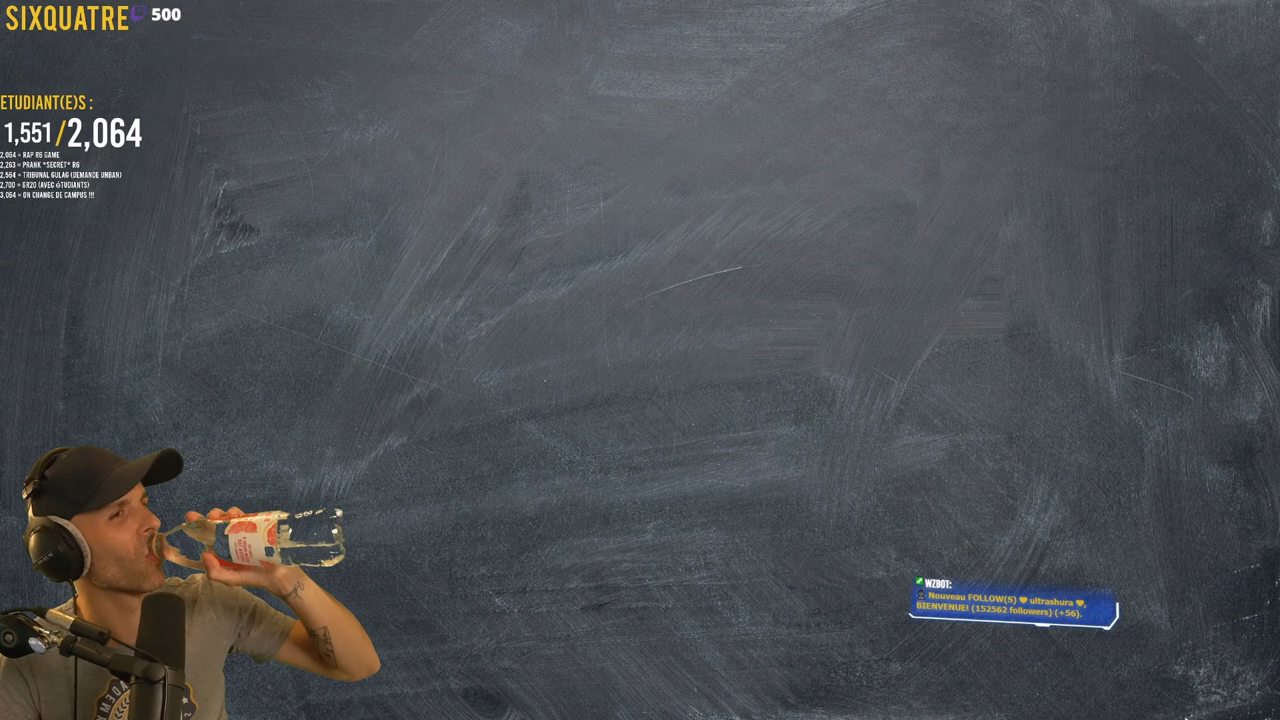 SIXQUATRE 500
ETUDIANT(E)S :
1,551/2,064
2,064 = RAP R6 GAME
2,263 = PRANK *SECRET* R6
2,564 = TRIBUNAL GULAG (DEMANDE UNBAN)
2,700 = GR20 (AVEC ÉTUDIANTS)
3,064 = ON CHANGE DE CAMPUS !!!
WZBOT:
Nouveau FOLLOW(S) ♥ ultrashura ♥,
BIENVENUE! (152562 followers) (+56).